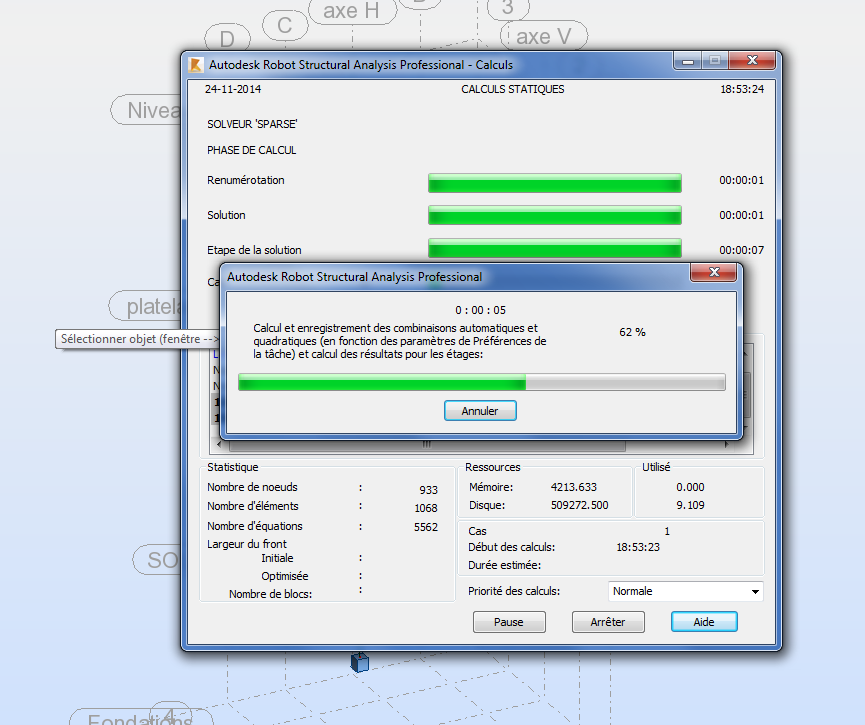 axe H
3
C
D
axe V
Autodesk Robot Structural Analysis Professional - Calculs
24-11-2014 CALCULS STATIQUES 18:53:24
SOLVEUR 'SPARSE'
PHASE DE CALCUL
Renumérotation 00:00:01
Solution 00:00:01
Etape de la solution 00:00:07
Autodesk Robot Structural Analysis Professional
0 : 00 : 05
Calcul et enregistrement des combinaisons automatiques et
quadratiques (en fonction des paramètres de Préférences de
la tâche) et calcul des résultats pour les étages:
62 %
Annuler
Sélectionner objet (fenêtre -->
Statistique
Nombre de noeuds : 933
Nombre d'éléments : 1068
Nombre d'équations : 5562
Largeur du front
Initiale :
Optimisée :
Nombre de blocs: :
Ressources
Mémoire: 4213.633
Disque: 509272.500
Utilisé
0.000
9.109
Cas 1
Début des calculs: 18:53:23
Durée estimée:
Priorité des calculs: Normale
Pause Arrêter Aide
4
Fondations